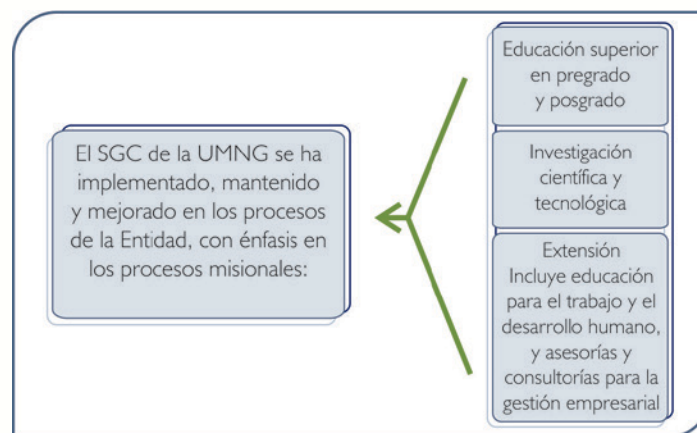 El SGC de la UMNG se ha
implementado, mantenido
y mejorado en los procesos
de la Entidad, con énfasis en
los procesos misionales:
Educación superior
en pregrado
y posgrado
Investigación
científica y
tecnológica
Extensión
Incluye educación
para el trabajo y el
desarrollo humano,
y asesorías y
consultorías para la
gestión empresarial